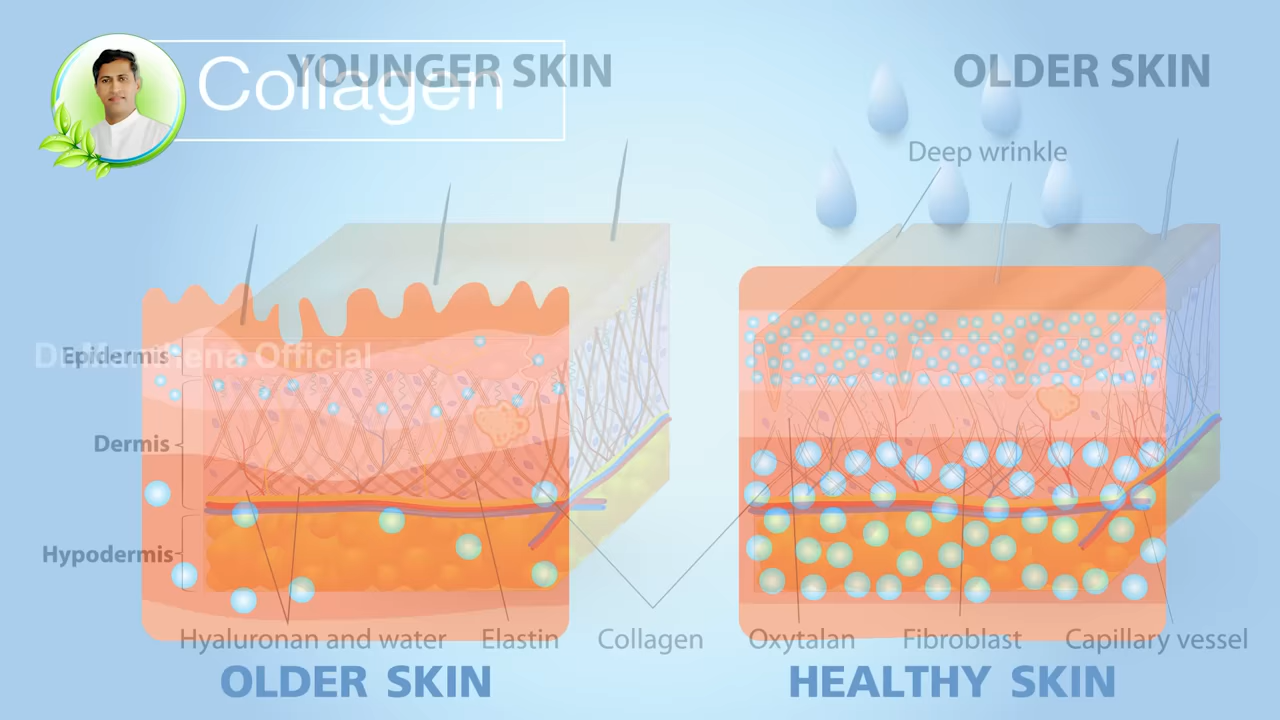 Collagen
YOUNGER SKIN
OLDER SKIN
Deep wrinkle
Epidermis
Official
Dermis
Hypodermis
Hyaluronan and water
Elastin
Collagen
Oxytalan
Fibroblast
Capillary vessel
OLDER SKIN
HEALTHY SKIN